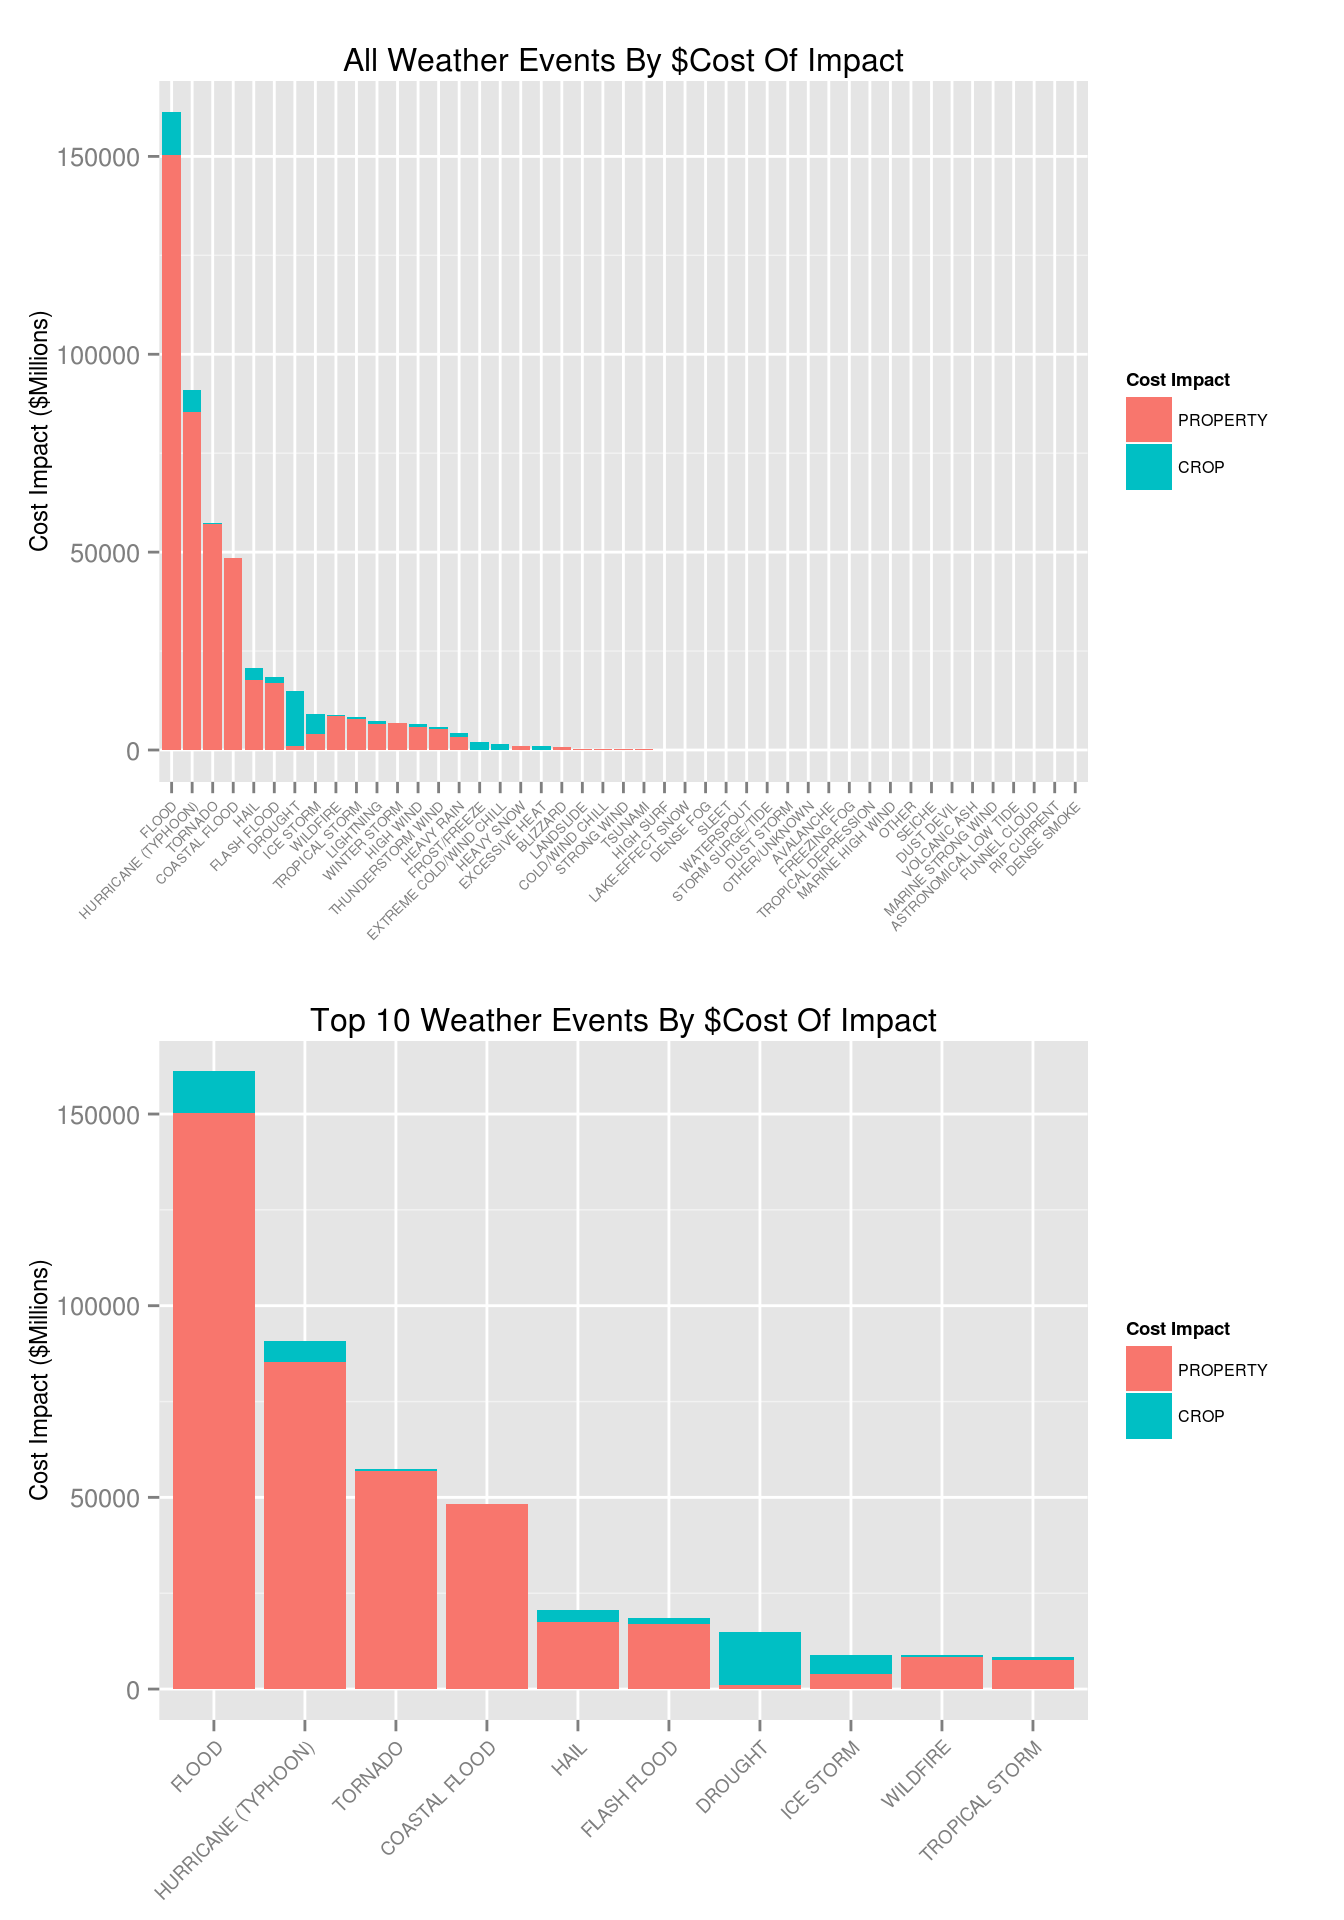 All Weather Events By $Cost Of Impact
Cost Impact ($Millions)
150000
100000
50000
0
FLOOD
HURRICANE (TYPHOON)
TORNADO
COASTAL FLOOD
HAIL
FLASH FLOOD
DROUGHT
ICE STORM
WILDFIRE
TROPICAL STORM
LIGHTNING
WINTER STORM
HIGH WIND
THUNDERSTORM WIND
HEAVY RAIN
FROST/FREEZE
EXTREME COLD/WIND CHILL
HEAVY SNOW
EXCESSIVE HEAT
BLIZZARD
LANDSLIDE
COLD/WIND CHILL
STRONG WIND
TSUNAMI
HIGH SURF
LAKE-EFFECT SNOW
DENSE FOG
SLEET
WATERSPOUT
STORM SURGE/TIDE
DUST STORM
OTHER/UNKNOWN
AVALANCHE
FREEZING FOG
TROPICAL DEPRESSION
MARINE HIGH WIND
OTHER
SEICHE
DUST DEVIL
VOLCANIC ASH
MARINE STRONG WIND
ASTRONOMICAL LOW TIDE
FUNNEL CLOUD
RIP CURRENT
DENSE SMOKE
Cost Impact
PROPERTY
CROP
Top 10 Weather Events By $Cost Of Impact
Cost Impact ($Millions)
150000
100000
50000
0
FLOOD
HURRICANE (TYPHOON)
TORNADO
COASTAL FLOOD
HAIL
FLASH FLOOD
DROUGHT
ICE STORM
WILDFIRE
TROPICAL STORM
Cost Impact
PROPERTY
CROP